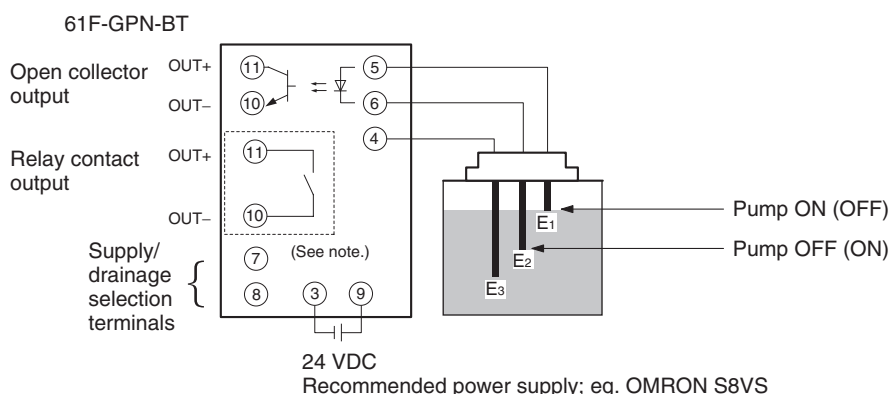 61F-GPN-BT
Open collector output
OUT+
OUT−
11
10
5
6
4
Relay contact output
OUT+
OUT−
11
10
Supply/
drainage
selection
terminals
7
8
(See note.)
3
9
24 VDC
Recommended power supply; eg. OMRON S8VS
E1
E2
E3
Pump ON (OFF)
Pump OFF (ON)